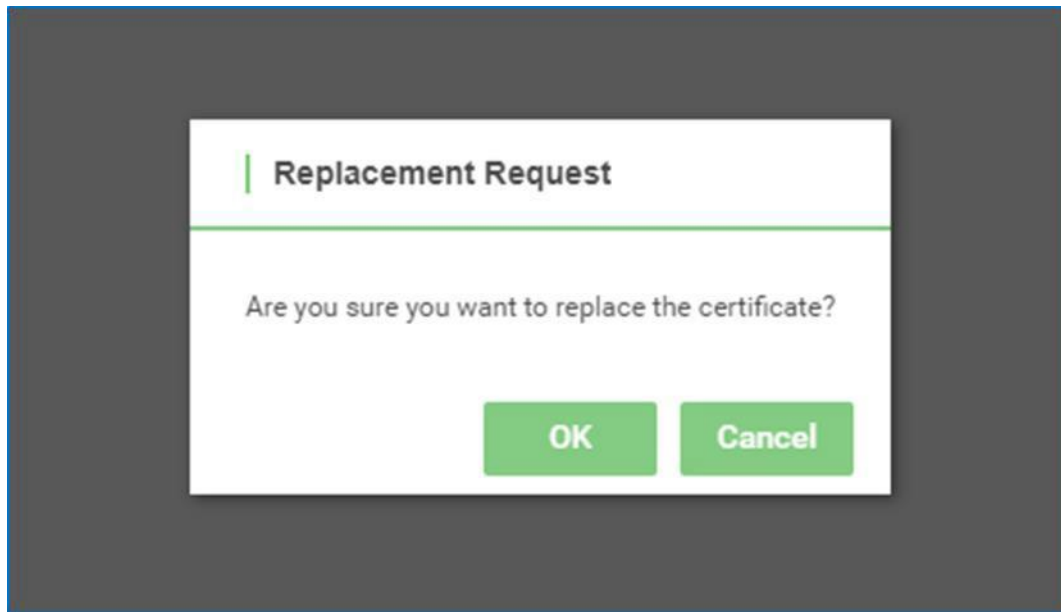 Replacement Request
Are you sure you want to replace the certificate?
OK
Cancel